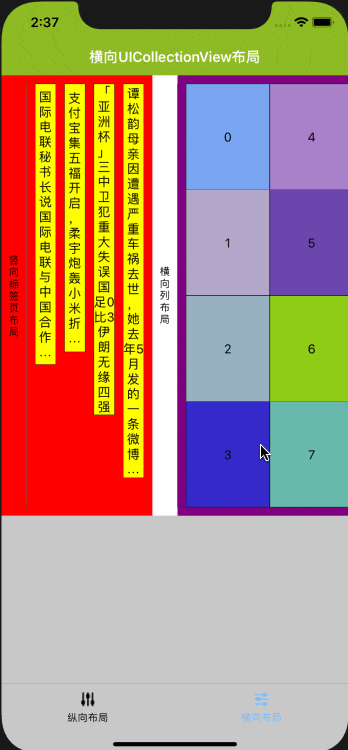 2:37
横向UICollectionView布局
竖向标签页布局
国际电联秘书长说国际电联与中国合作…
支付宝集五福开启，柔宇炮轰小米折…
「亚洲杯」三中卫犯重大失误国足0比3伊朗无缘四强
谭松韵母亲因遭遇严重车祸去世，她去年5月发的一条微博…
横向列布局
0
4
1
5
2
6
3
7
纵向布局
横向布局